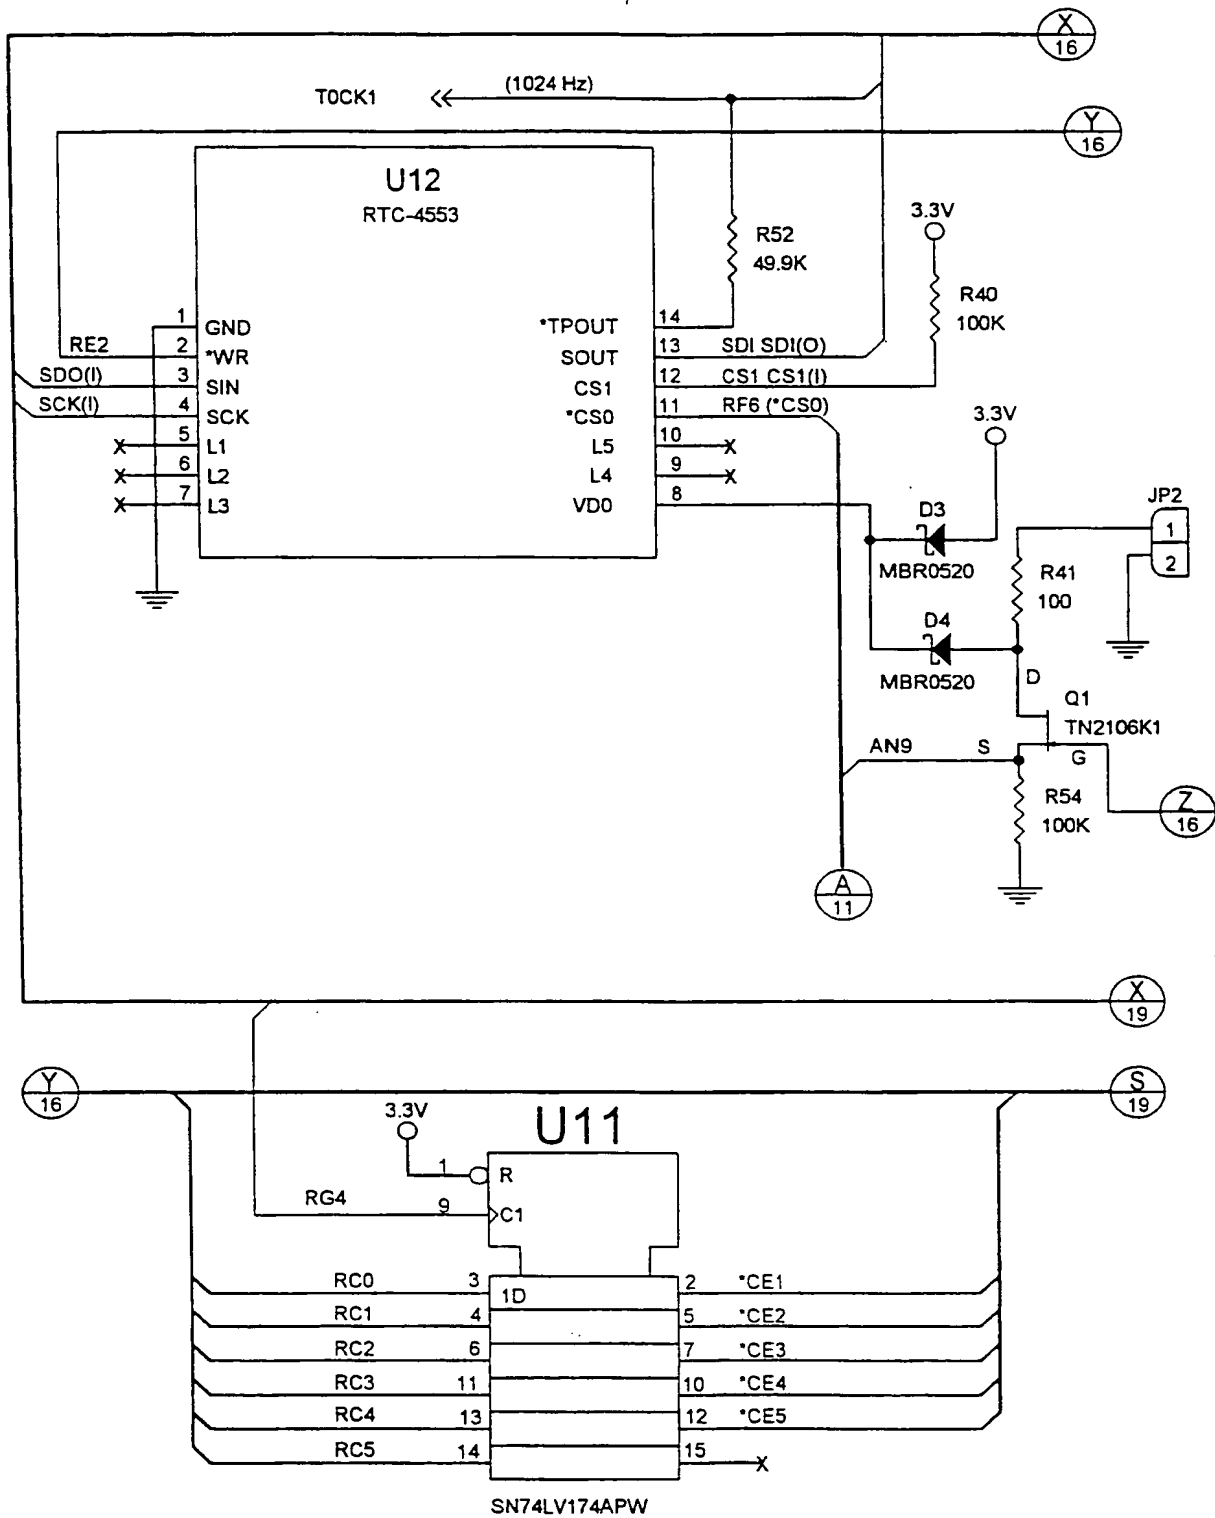 X
16
T0CK1
(1024 Hz)
Y
16
U12
RTC-4553
R52
49.9K
3.3V
R40
100K
1
GND
*TPOUT
14
RE2
2
*WR
SOUT
13
SDI SDI(O)
SDO(I)
3
SIN
CS1
12
CS1 CS1(I)
SCK(I)
4
SCK
*CS0
11
RF6 (*CS0)
5
L1
L5
10
6
L2
L4
9
7
L3
VD0
8
3.3V
D3
MBR0520
JP2
1
2
R41
100
D4
MBR0520
D
Q1
TN2106K1
AN9
S
G
R54
100K
Z
16
A
11
X
19
Y
16
S
19
3.3V
U11
1
R
RG4
9
C1
RC0
3
1D
2
*CE1
RC1
4
5
*CE2
RC2
6
7
*CE3
RC3
11
10
*CE4
RC4
13
12
*CE5
RC5
14
15
SN74LV174APW